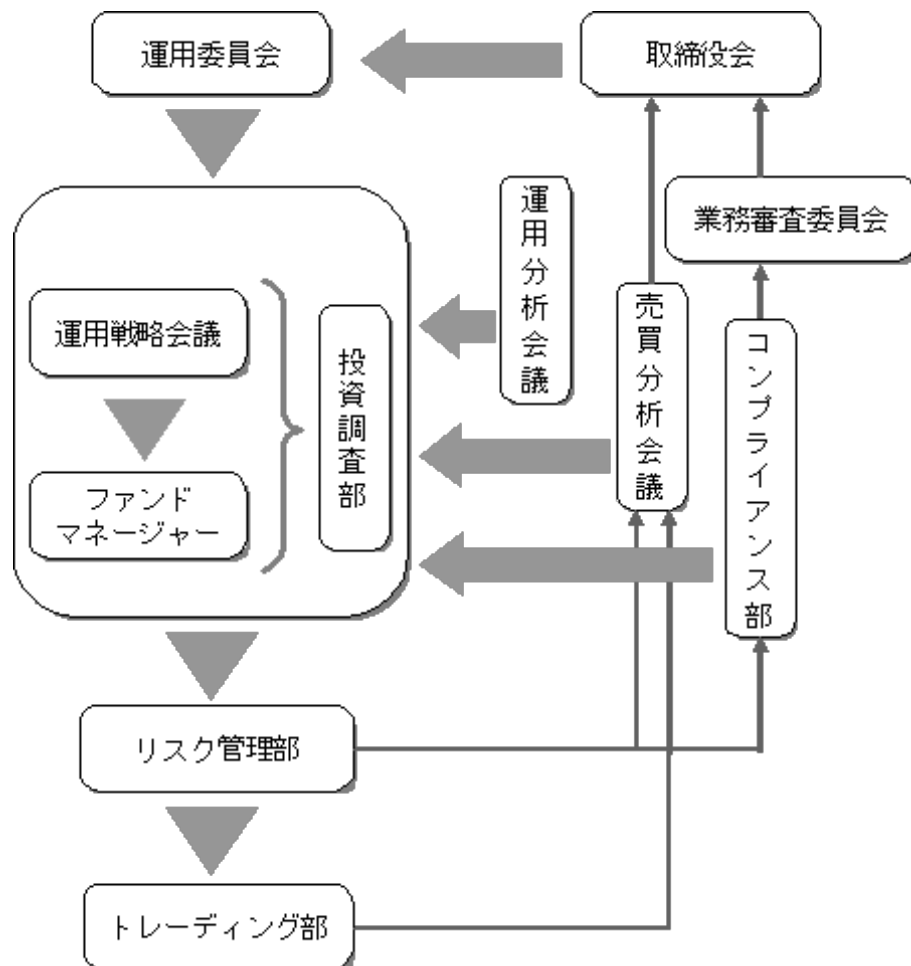 運用委員会
取締役会
運用分析会議
業務審査委員会
運用戦略会議
投資調査部
売買分析会議
コンプライアンス部
ファンド
マネージャー
リスク管理部
トレーディング部